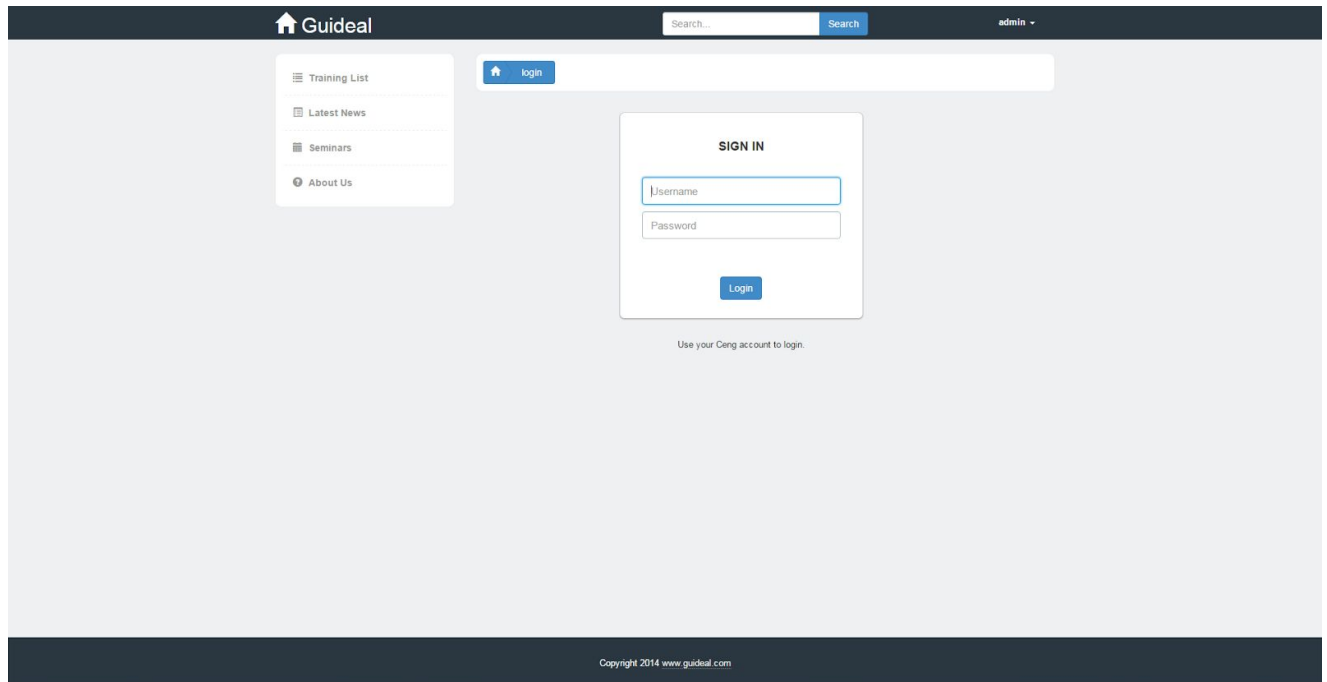 Guideal
Search...
Search
admin
Training List
Latest News
Seminars
About Us
login
SIGN IN
Username
Password
Login
Use your Ceng account to login.
Copyright 2014 www.guideal.com